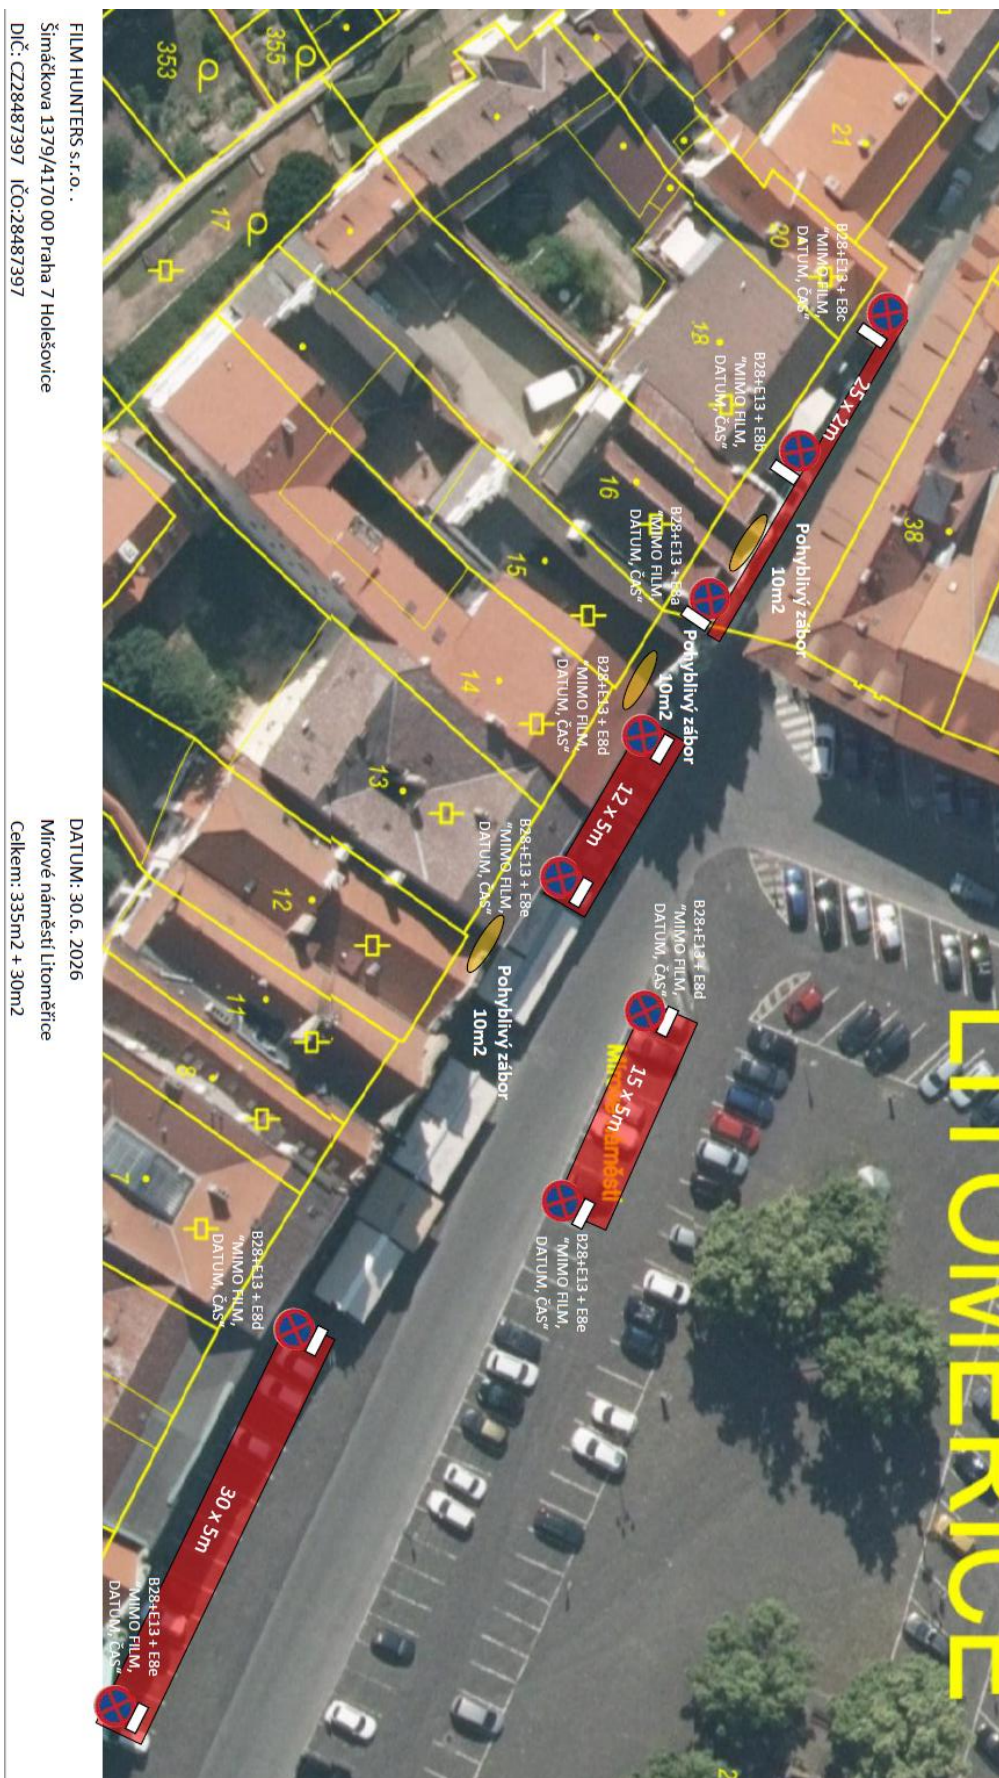 LITOMĚŘICE
21
20
18
16
15
14
13
12
11
8
7
38
17
355
353
B28+E13 + E8c
"MIMO FILM,
DATUM, ČAS"
25 x 2m
B28+E13 + E8b
"MIMO FILM,
DATUM, ČAS"
Pohyblivý zábor
10m2
B28+E13 + E8a
"MIMO FILM
DATUM, ČAS"
Pohyblivý zábor
10m2
B28+E13 + E8d
"MIMO FILM,
DATUM, ČAS"
12 x 5m
B28+E13 + E8e
"MIMO FILM,
DATUM, ČAS"
Pohyblivý zábor
10m2
B28+E13 + E8d
"MIMO FILM,
DATUM, ČAS"
15 x 5m
Mírové náměstí
B28+E13 + E8e
"MIMO FILM,
DATUM, ČAS"
B28+E13 + E8d
"MIMO FILM,
DATUM, ČAS"
30 x 5m
B28+E13 + E8e
"MIMO FILM,
DATUM, ČAS"
FILM HUNTERS s.r.o. .
Šimáčkova 1379/4170 00 Praha 7 Holešovice
DIČ: CZ28487397 IČO:28487397
DATUM: 30.6. 2026
Mírové náměstí Litoměřice
Celkem: 335m2 + 30m2